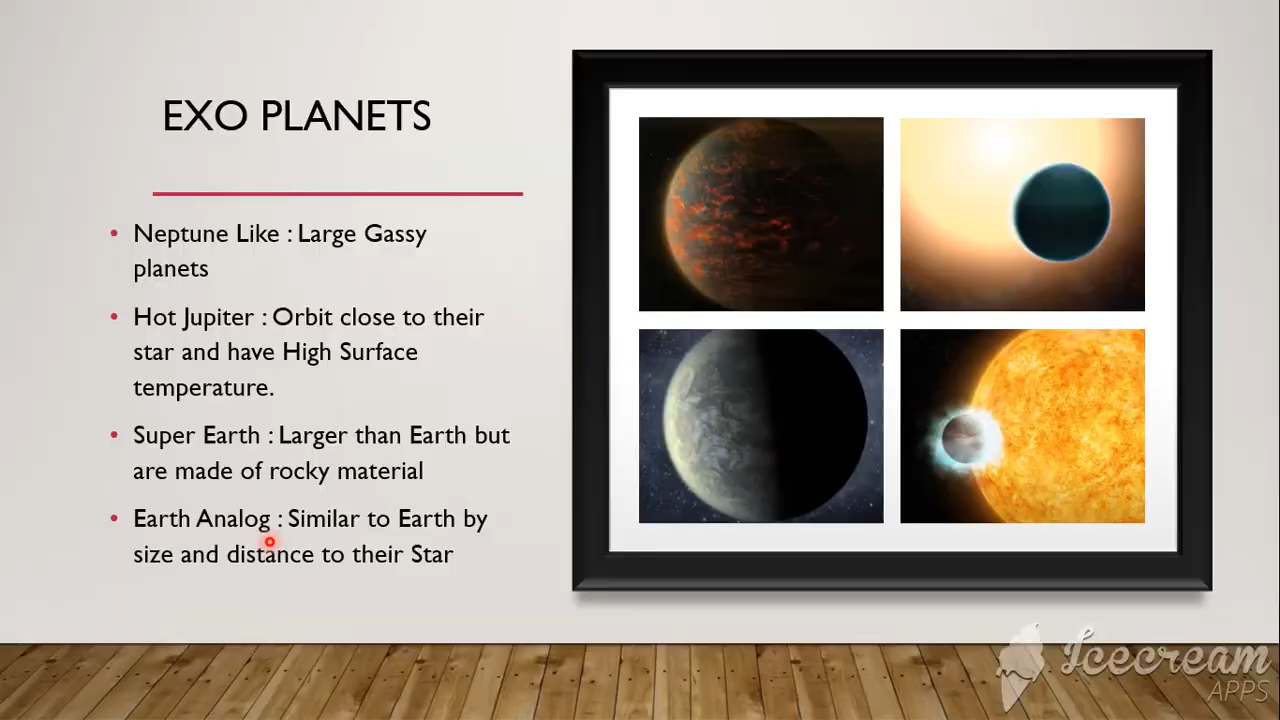 EXO PLANETS
• Neptune Like : Large Gassy
planets
• Hot Jupiter : Orbit close to their
star and have High Surface
temperature.
• Super Earth : Larger than Earth but
are made of rocky material
• Earth Analog : Similar to Earth by
size and distance to their Star
Icecream
APPS